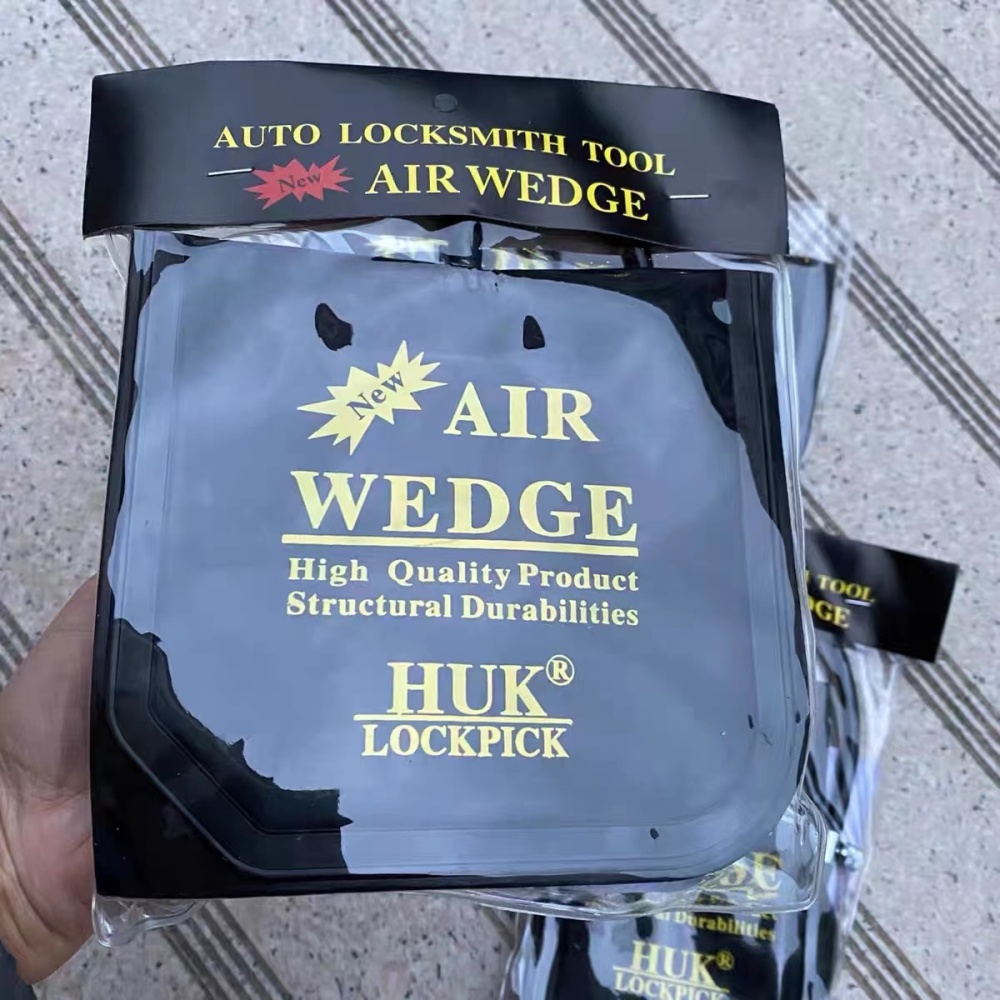 AUTO LOCKSMITH TOOL
New AIR WEDGE
New AIR
WEDGE
High Quality Product
Structural Durabilities
HUK®
LOCKPICK
TOOL
Durabilities
HUK®
LOCKPICK